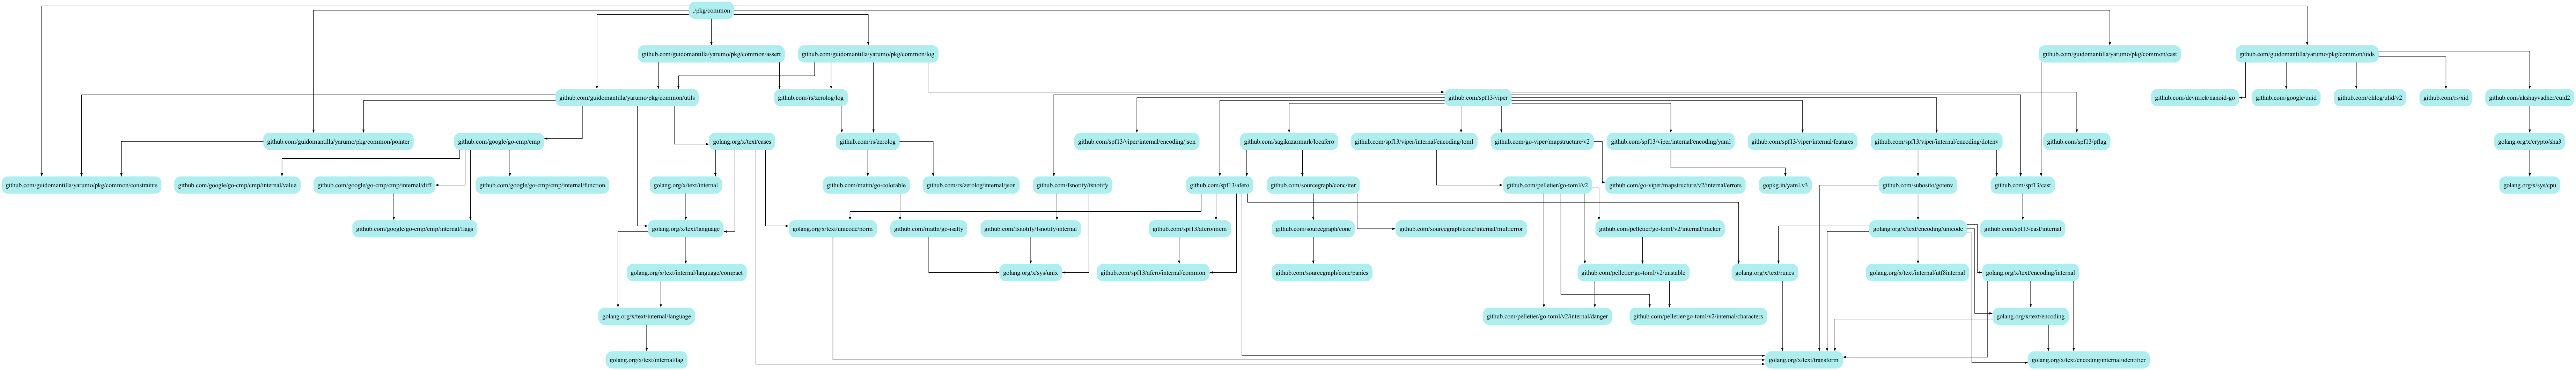 ./pkg/common
github.com/guidomantilla/yarumo/pkg/common/assert
github.com/guidomantilla/yarumo/pkg/common/log
github.com/guidomantilla/yarumo/pkg/common/cast
github.com/guidomantilla/yarumo/pkg/common/uids
github.com/guidomantilla/yarumo/pkg/common/utils
github.com/rs/zerolog/log
github.com/spf13/viper
github.com/devmiek/nanoid-go
github.com/google/uuid
github.com/oklog/ulid/v2
github.com/rs/xid
github.com/akshayvadher/cuid2
github.com/guidomantilla/yarumo/pkg/common/pointer
github.com/google/go-cmp/cmp
golang.org/x/text/cases
github.com/rs/zerolog
github.com/spf13/viper/internal/encoding/json
github.com/sagikazarmark/locafero
github.com/spf13/viper/internal/encoding/toml
github.com/go-viper/mapstructure/v2
github.com/spf13/viper/internal/encoding/yaml
github.com/spf13/viper/internal/features
github.com/spf13/viper/internal/encoding/dotenv
github.com/spf13/pflag
golang.org/x/crypto/sha3
github.com/guidomantilla/yarumo/pkg/common/constraints
github.com/google/go-cmp/cmp/internal/value
github.com/google/go-cmp/cmp/internal/diff
github.com/google/go-cmp/cmp/internal/function
golang.org/x/text/internal
github.com/mattn/go-colorable
github.com/rs/zerolog/internal/json
github.com/fsnotify/fsnotify
github.com/spf13/afero
github.com/sourcegraph/conc/iter
github.com/pelletier/go-toml/v2
github.com/go-viper/mapstructure/v2/internal/errors
gopkg.in/yaml.v3
github.com/subosito/gotenv
github.com/spf13/cast
golang.org/x/sys/cpu
github.com/google/go-cmp/cmp/internal/flags
golang.org/x/text/language
golang.org/x/text/unicode/norm
github.com/mattn/go-isatty
github.com/fsnotify/fsnotify/internal
github.com/spf13/afero/mem
github.com/sourcegraph/conc
github.com/sourcegraph/conc/internal/multierror
github.com/pelletier/go-toml/v2/internal/tracker
golang.org/x/text/encoding/unicode
github.com/spf13/cast/internal
golang.org/x/text/internal/language/compact
golang.org/x/sys/unix
github.com/spf13/afero/internal/common
github.com/sourcegraph/conc/panics
github.com/pelletier/go-toml/v2/unstable
golang.org/x/text/runes
golang.org/x/text/internal/utf8internal
golang.org/x/text/encoding/internal
golang.org/x/text/internal/language
github.com/pelletier/go-toml/v2/internal/danger
github.com/pelletier/go-toml/v2/internal/characters
golang.org/x/text/encoding
golang.org/x/text/internal/tag
golang.org/x/text/transform
golang.org/x/text/encoding/internal/identifier